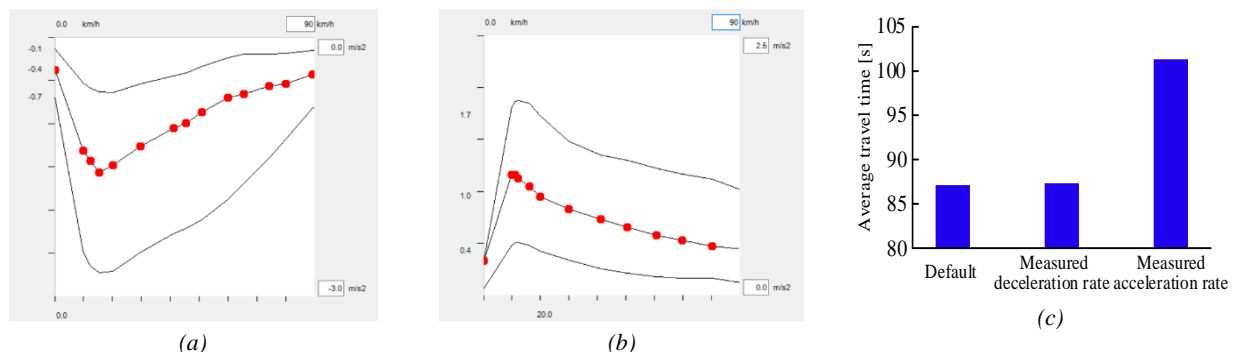 0.0 km/h 90 km/h
-0.1
0.0 m/s2
-0.4
-0.7
-3.0 m/s2
0.0
(a)
0.0 km/h 90 km/h
2.5 m/s2
1.7
1.0
0.4
0.0 m/s2
20.0
(b)
Average travel time [s]
105
100
95
90
85
80
Default
Measured
deceleration rate
Measured
acceleration rate
(c)